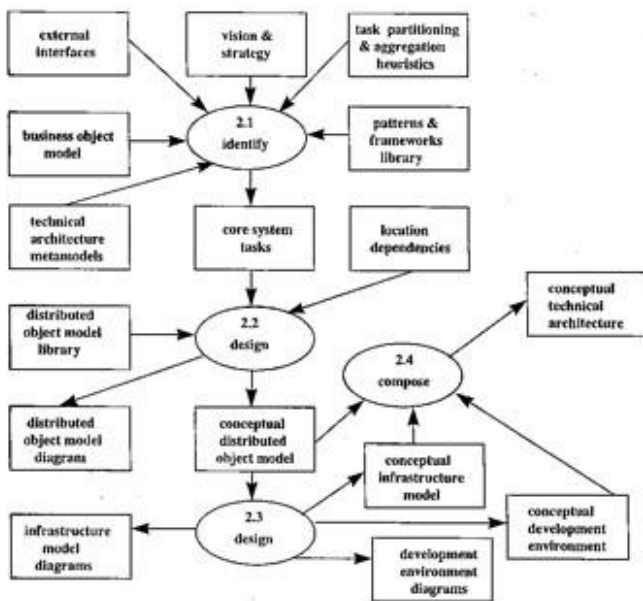 external
interfaces
vision &
strategy
task partitioning
& aggregation
heuristics
2.1
identify
business object
model
patterns &
frameworks
library
technical
architecture
metamodels
core system
tasks
location
dependencies
conceptual
technical
architecture
distributed
object model
library
2.2
design
2.4
compose
distributed
object model
diagram
conceptual
distributed
object model
conceptual
infrastructure
model
conceptual
development
environment
infrastructure
model
diagrams
2.3
design
development
environment
diagrams